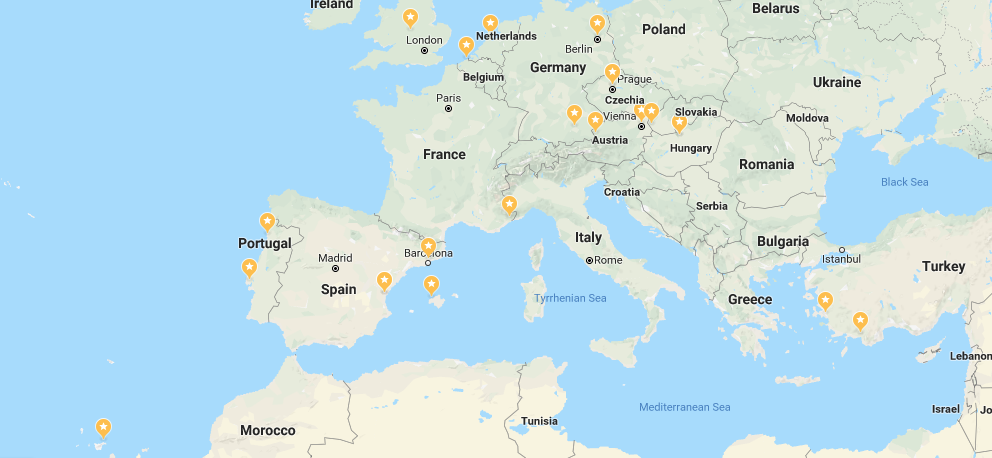 Ireland
Belarus
Poland
London
Netherlands
Berlin
Germany
Belgium
Prague
Ukraine
Paris
Czechia
Slovakia
Vienna
Moldova
Austria
Hungary
France
Romania
Black Sea
Croatia
Serbia
Portugal
Italy
Bulgaria
Barcelona
Madrid
Rome
Istanbul
Turkey
Spain
Tyrrhenian Sea
Greece
Lebanon
Mediterranean Sea
Israel
Jo
Tunisia
Morocco